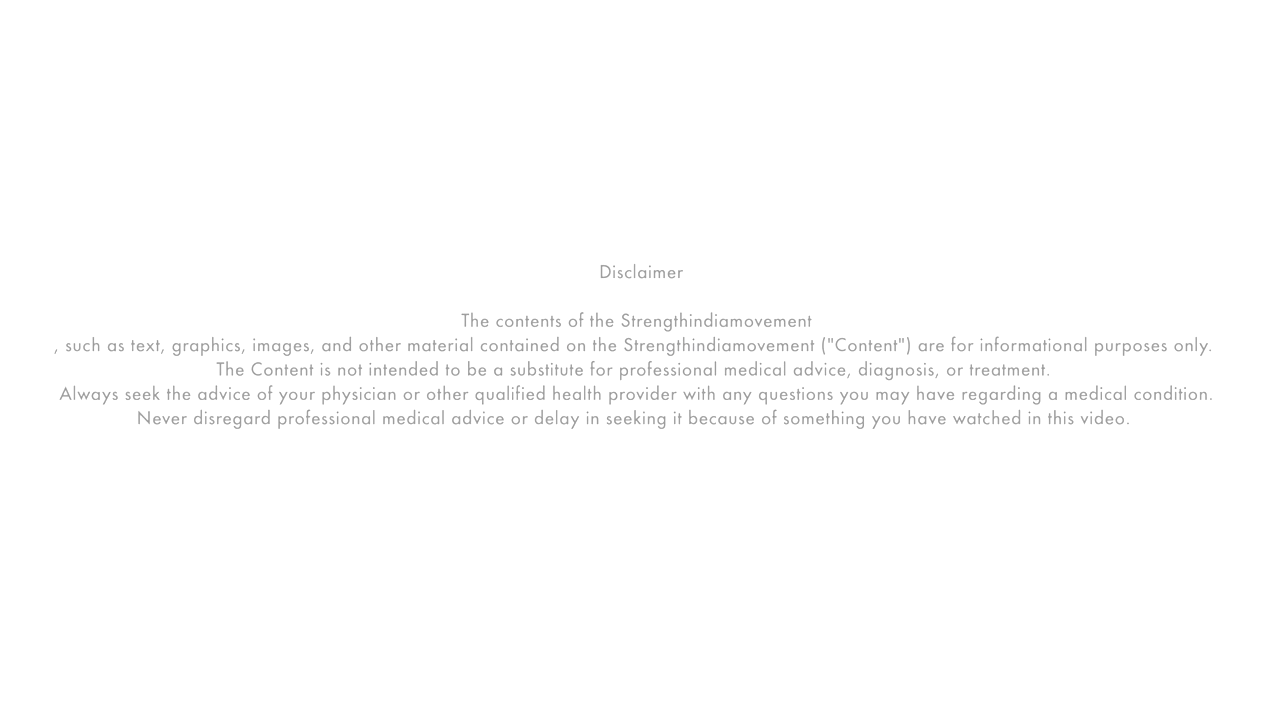 Disclaimer
The contents of the Strengthindiamovement
, such as text, graphics, images, and other material contained on the Strengthindiamovement ("Content") are for informational purposes only.
The Content is not intended to be a substitute for professional medical advice, diagnosis, or treatment.
Always seek the advice of your physician or other qualified health provider with any questions you may have regarding a medical condition.
Never disregard professional medical advice or delay in seeking it because of something you have watched in this video.